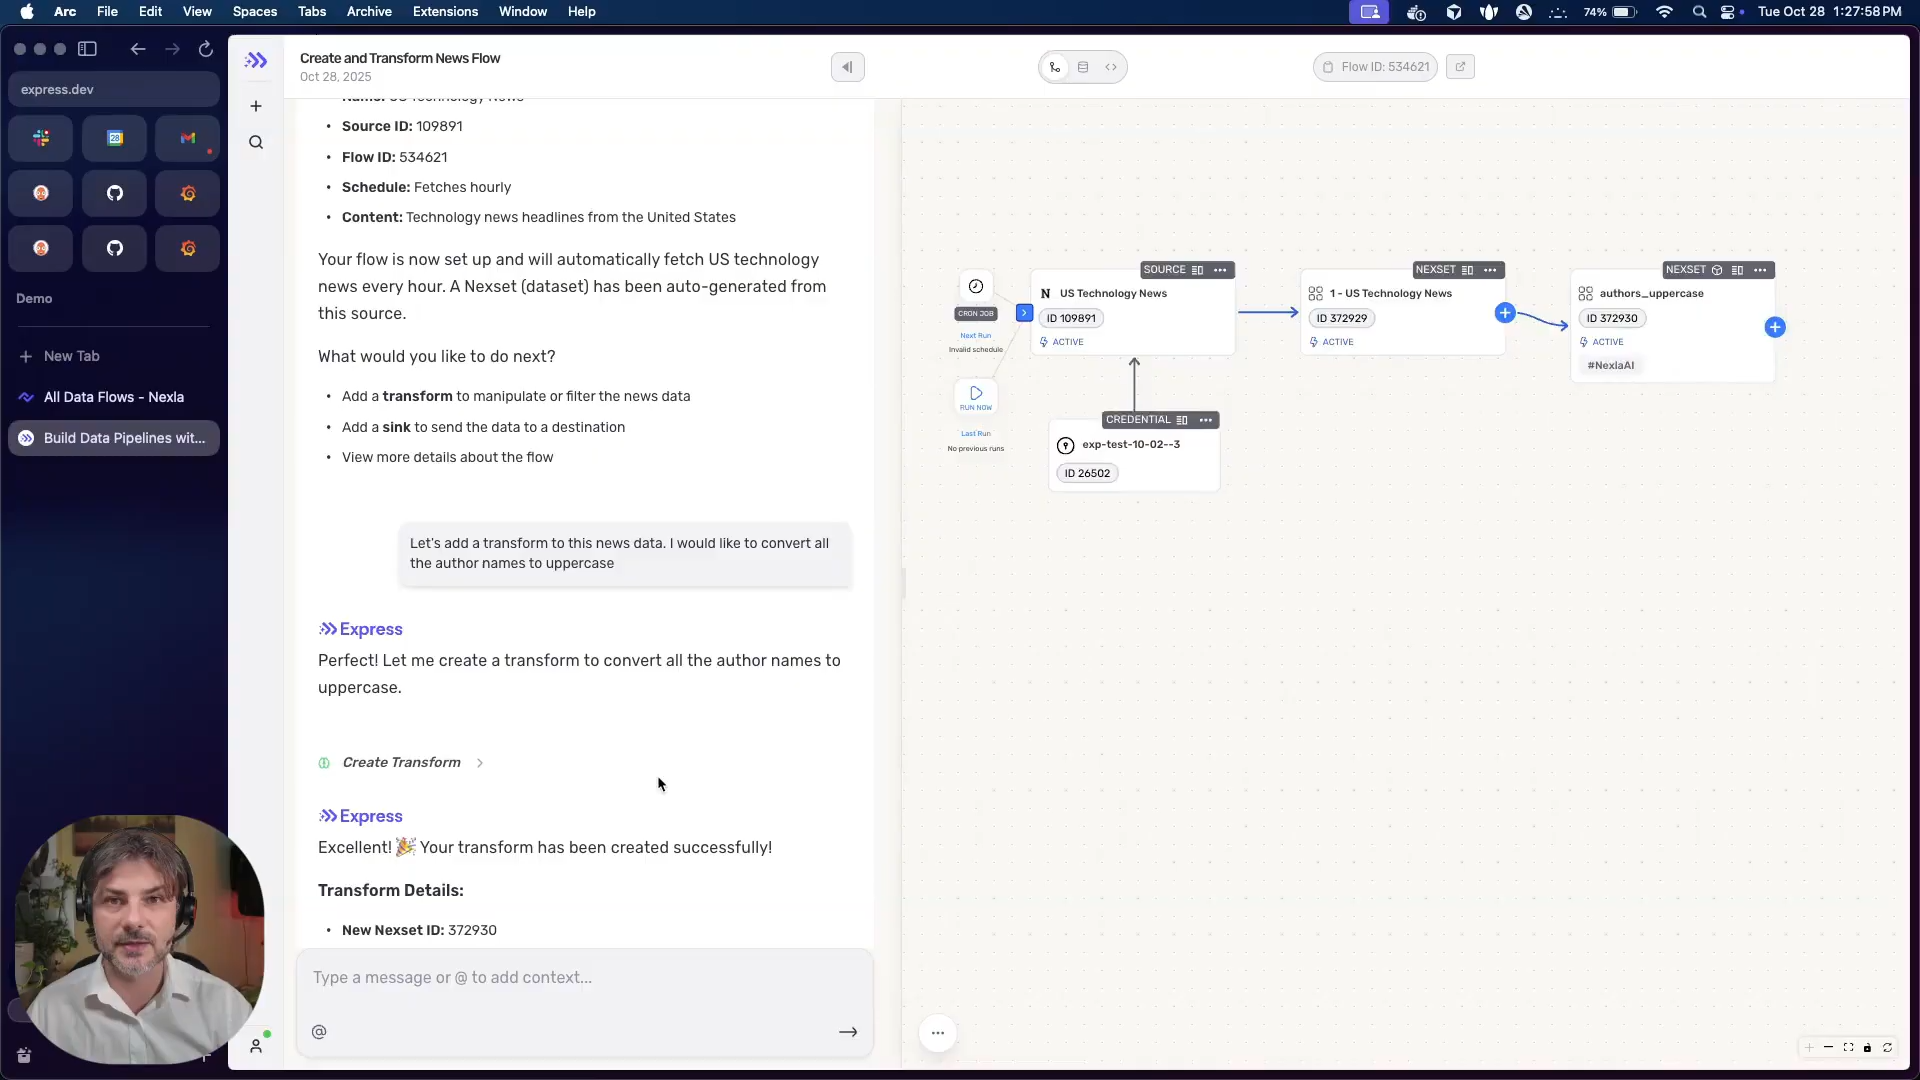 Arc File Edit View Spaces Tabs Archive Extensions Window Help
74%
Tue Oct 28 1:27:58 PM
express.dev
28
Demo
New Tab
All Data Flows - Nexla
Build Data Pipelines wit...
Create and Transform News Flow
Oct 28, 2025
Flow ID: 534621
Name: US Technology News
• Source ID: 109891
• Flow ID: 534621
• Schedule: Fetches hourly
• Content: Technology news headlines from the United States
Your flow is now set up and will automatically fetch US technology
news every hour. A Nexset (dataset) has been auto-generated from
this source.
What would you like to do next?
• Add a transform to manipulate or filter the news data
• Add a sink to send the data to a destination
• View more details about the flow
Let's add a transform to this news data. I would like to convert all
the author names to uppercase
Express
Perfect! Let me create a transform to convert all the author names to
uppercase.
Create Transform
Express
Excellent! 🎉 Your transform has been created successfully!
Transform Details:
• New Nexset ID: 372930
Type a message or @ to add context...
@
CRON JOB
Next Run
Invalid schedule
RUN NOW
Last Run
No previous runs
SOURCE
N US Technology News
ID 109891
ACTIVE
CREDENTIAL
exp-test-10-02--3
ID 26502
NEXSET
1 - US Technology News
ID 372929
ACTIVE
NEXSET
authors_uppercase
ID 372930
ACTIVE
#NexlaAI